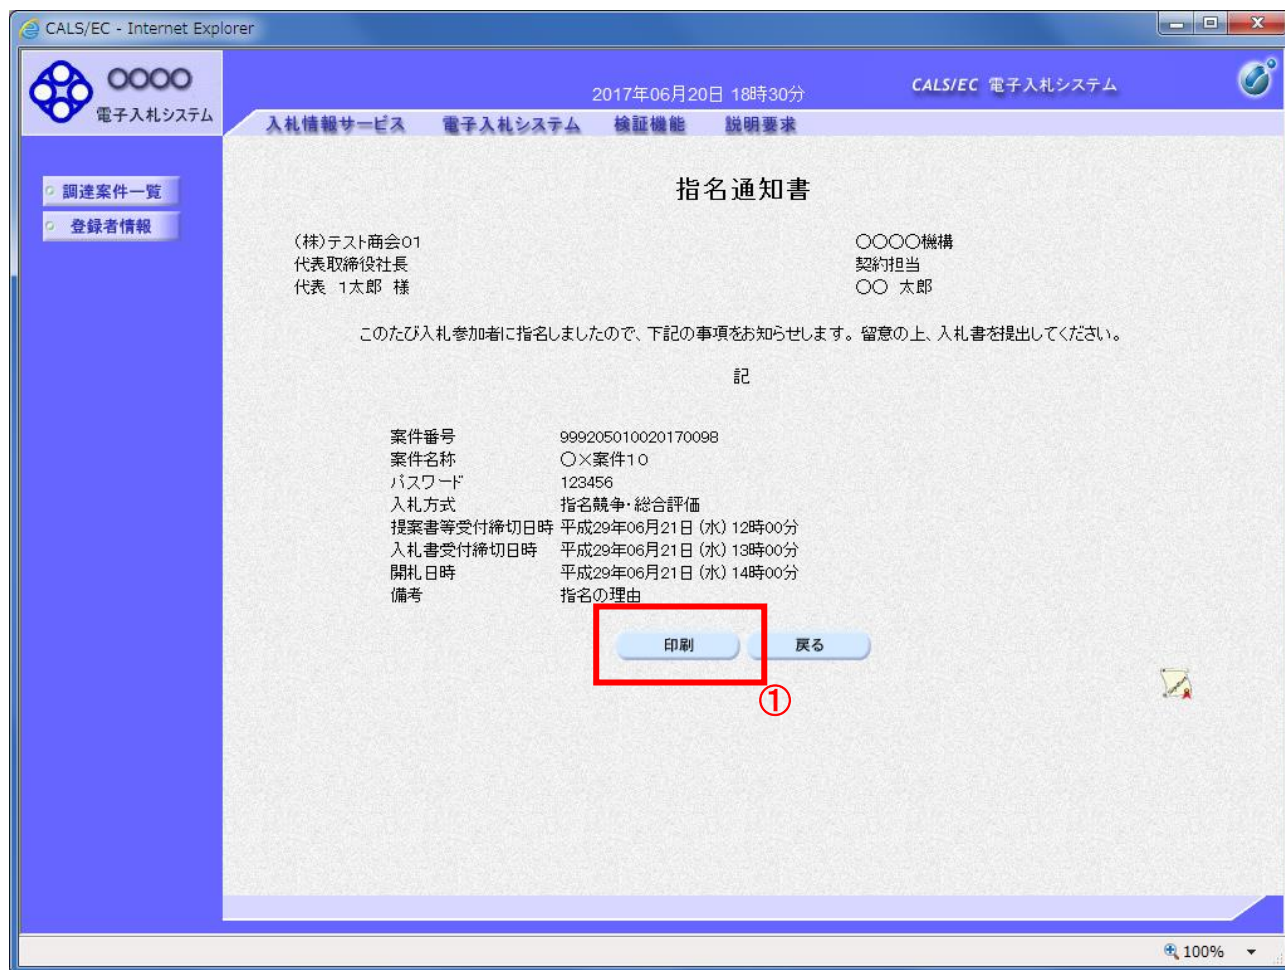 CALS/EC - Internet Explorer
〇〇〇〇
電子入札システム
2017年06月20日 18時30分
CALS/EC 電子入札システム
入札情報サービス 電子入札システム 検証機能 説明要求
調達案件一覧
登録者情報
指名通知書
(株)テスト商会01
代表取締役社長
代表 1太郎 様
〇〇〇〇機構
契約担当
〇〇 太郎
このたび入札参加者に指名しましたので、下記の事項をお知らせします。留意の上、入札書を提出してください。
記
案件番号 999205010020170098
案件名称 〇×案件10
パスワード 123456
入札方式 指名競争・総合評価
提案書等受付締切日時 平成29年06月21日(水)12時00分
入札書受付締切日時 平成29年06月21日(水)13時00分
開札日時 平成29年06月21日(水)14時00分
備考 指名の理由
印刷 戻る
①
100%